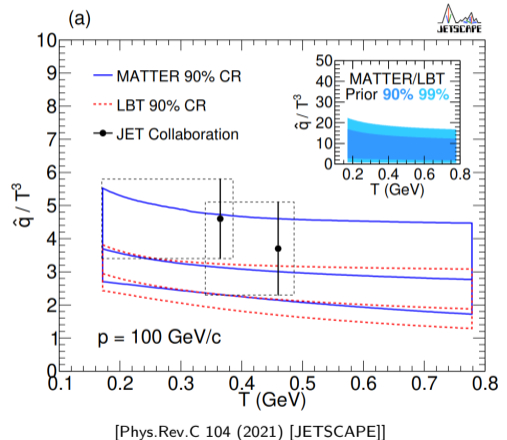 (a)
JETSCAPE
10
9
8
7
6
5
4
3
2
1
0
q̂ / T³
MATTER 90% CR
LBT 90% CR
JET Collaboration
50
40
30
20
10
0
q̂ / T³
MATTER/LBT
Prior 90% 99%
0.2 0.4 0.6 0.8
T (GeV)
p = 100 GeV/c
0.1 0.2 0.3 0.4 0.5 0.6 0.7 0.8
T (GeV)
[Phys.Rev.C 104 (2021) [JETSCAPE]]